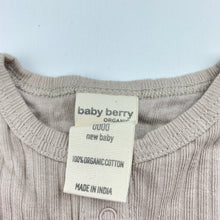 baby berry
ORGANIC
0000
new baby
100% ORGANIC COTTON
MADE IN INDIA